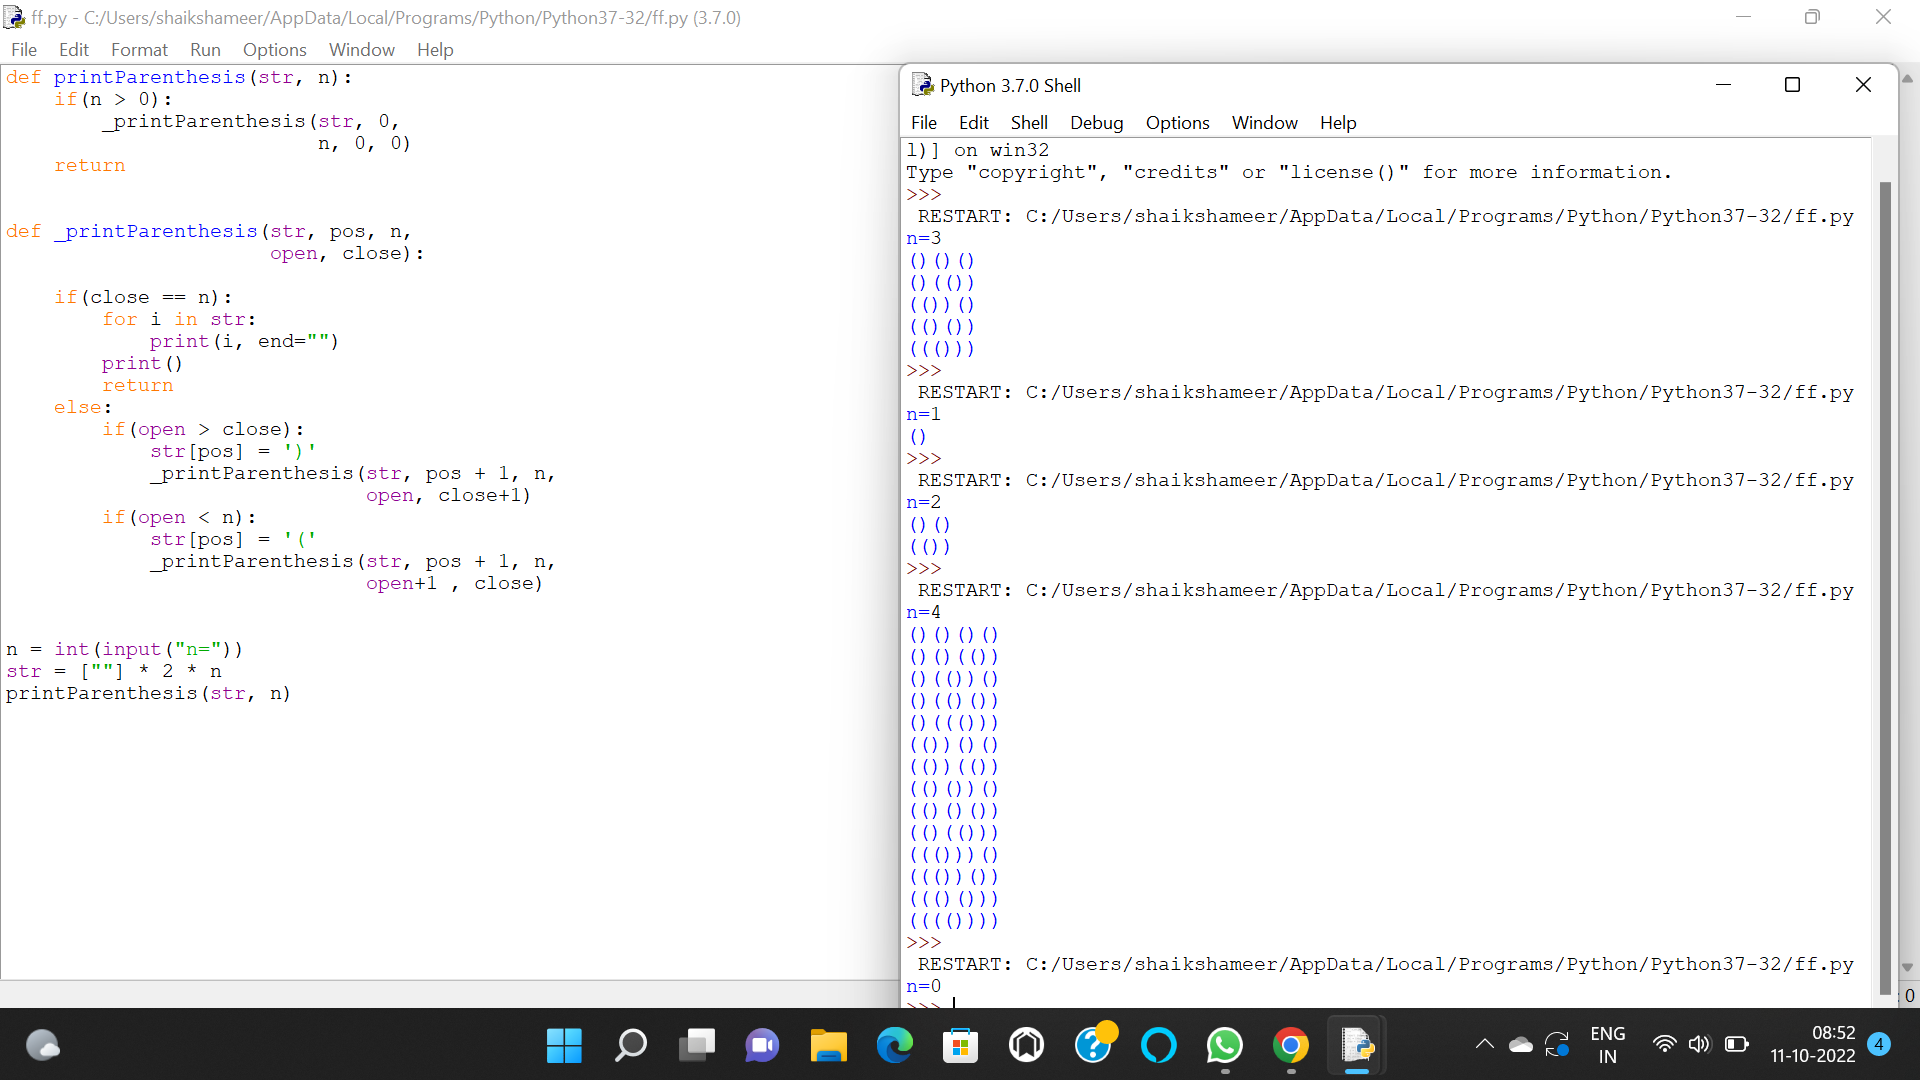 ff.py - C:/Users/shaikshameer/AppData/Local/Programs/Python/Python37-32/ff.py (3.7.0)
File Edit Format Run Options Window Help
def printParenthesis(str, n):
    if(n > 0):
        _printParenthesis(str, 0,
                          n, 0, 0)
    return
def _printParenthesis(str, pos, n,
                      open, close):
    if(close == n):
        for i in str:
            print(i, end="")
        print()
        return
    else:
        if(open > close):
            str[pos] = ')'
            _printParenthesis(str, pos + 1, n,
                              open, close+1)
        if(open < n):
            str[pos] = '('
            _printParenthesis(str, pos + 1, n,
                              open+1 , close)
n = int(input("n="))
str = [""] * 2 * n
printParenthesis(str, n)
Python 3.7.0 Shell
File Edit Shell Debug Options Window Help
l)] on win32
Type "copyright", "credits" or "license()" for more information.
>>>
 RESTART: C:/Users/shaikshameer/AppData/Local/Programs/Python/Python37-32/ff.py
n=3
()()()
()(())
(())()
(()())
((()))
>>>
 RESTART: C:/Users/shaikshameer/AppData/Local/Programs/Python/Python37-32/ff.py
n=1
()
>>>
 RESTART: C:/Users/shaikshameer/AppData/Local/Programs/Python/Python37-32/ff.py
n=2
()()
(())
>>>
 RESTART: C:/Users/shaikshameer/AppData/Local/Programs/Python/Python37-32/ff.py
n=4
()()()()
()()(())
()(())()
()(()())
()((()))
(())()()
(())(())
(()())()
(()()())
(()(()))
((()))()
((())())
((()()))
(((())))
>>>
 RESTART: C:/Users/shaikshameer/AppData/Local/Programs/Python/Python37-32/ff.py
n=0
>>>
: 0
ENG
IN
08:52
11-10-2022
4